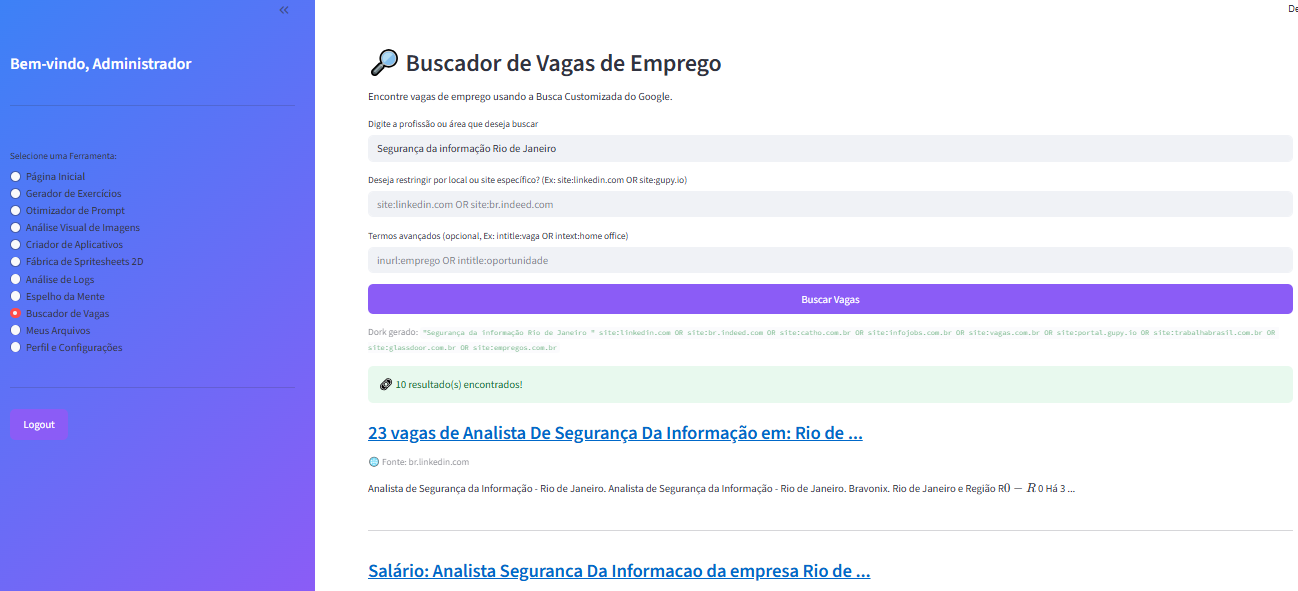 De
Bem-vindo, Administrador
Selecione uma Ferramenta:
Página Inicial
Gerador de Exercícios
Otimizador de Prompt
Análise Visual de Imagens
Criador de Aplicativos
Fábrica de Spritesheets 2D
Análise de Logs
Espelho da Mente
Buscador de Vagas
Meus Arquivos
Perfil e Configurações
Logout
Buscador de Vagas de Emprego
Encontre vagas de emprego usando a Busca Customizada do Google.
Digite a profissão ou área que deseja buscar
Segurança da informação Rio de Janeiro
Deseja restringir por local ou site específico? (Ex: site:linkedin.com OR site:gupy.io)
site:linkedin.com OR site:br.indeed.com
Termos avançados (opcional, Ex: intitle:vaga OR intext:home office)
inurl:emprego OR intitle:oportunidade
Buscar Vagas
Dork gerado: "Segurança da informação Rio de Janeiro " site:linkedin.com OR site:br.indeed.com OR site:catho.com.br OR site:infojobs.com.br OR site:vagas.com.br OR site:portal.gupy.io OR site:trabalhabrasil.com.br OR
site:glassdoor.com.br OR site:empregos.com.br
10 resultado(s) encontrados!
23 vagas de Analista De Segurança Da Informação em: Rio de ...
Fonte: br.linkedin.com
Analista de Segurança da Informação - Rio de Janeiro. Analista de Segurança da Informação - Rio de Janeiro. Bravonix. Rio de Janeiro e Região R0 − R 0 Há 3 ...
Salário: Analista Seguranca Da Informacao da empresa Rio de ...